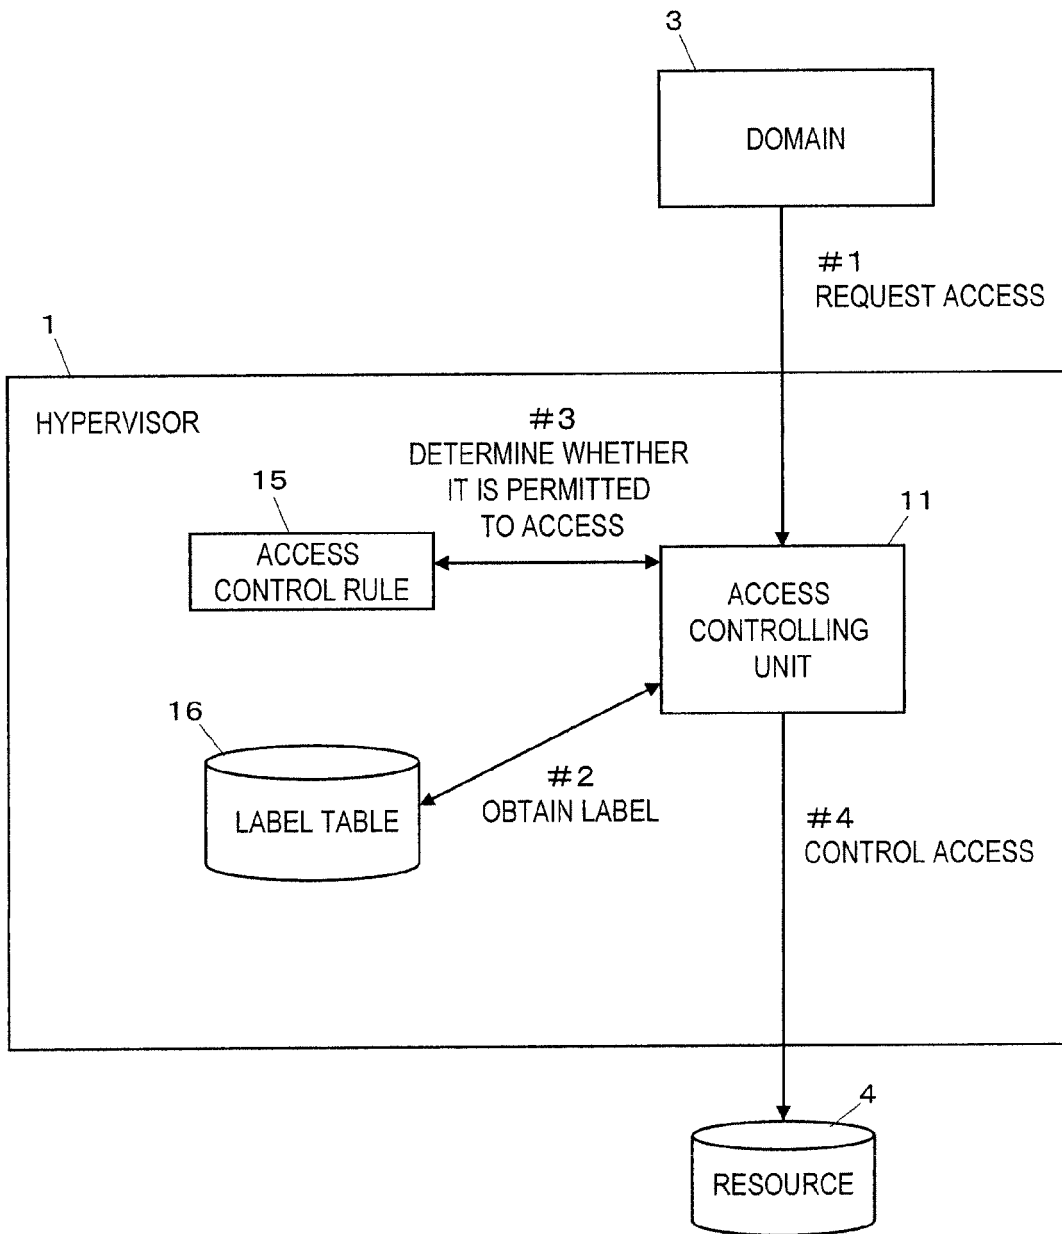 3
DOMAIN
#1
REQUEST ACCESS
1
HYPERVISOR
#3
DETERMINE WHETHER
IT IS PERMITTED
TO ACCESS
15
ACCESS
CONTROL RULE
11
ACCESS
CONTROLLING
UNIT
16
LABEL TABLE
#2
OBTAIN LABEL
#4
CONTROL ACCESS
4
RESOURCE